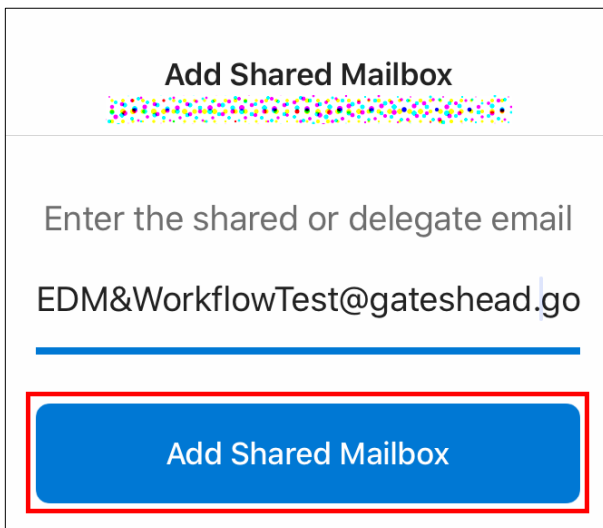 Add Shared Mailbox
Enter the shared or delegate email
EDM&WorkflowTest@gateshead.go
Add Shared Mailbox